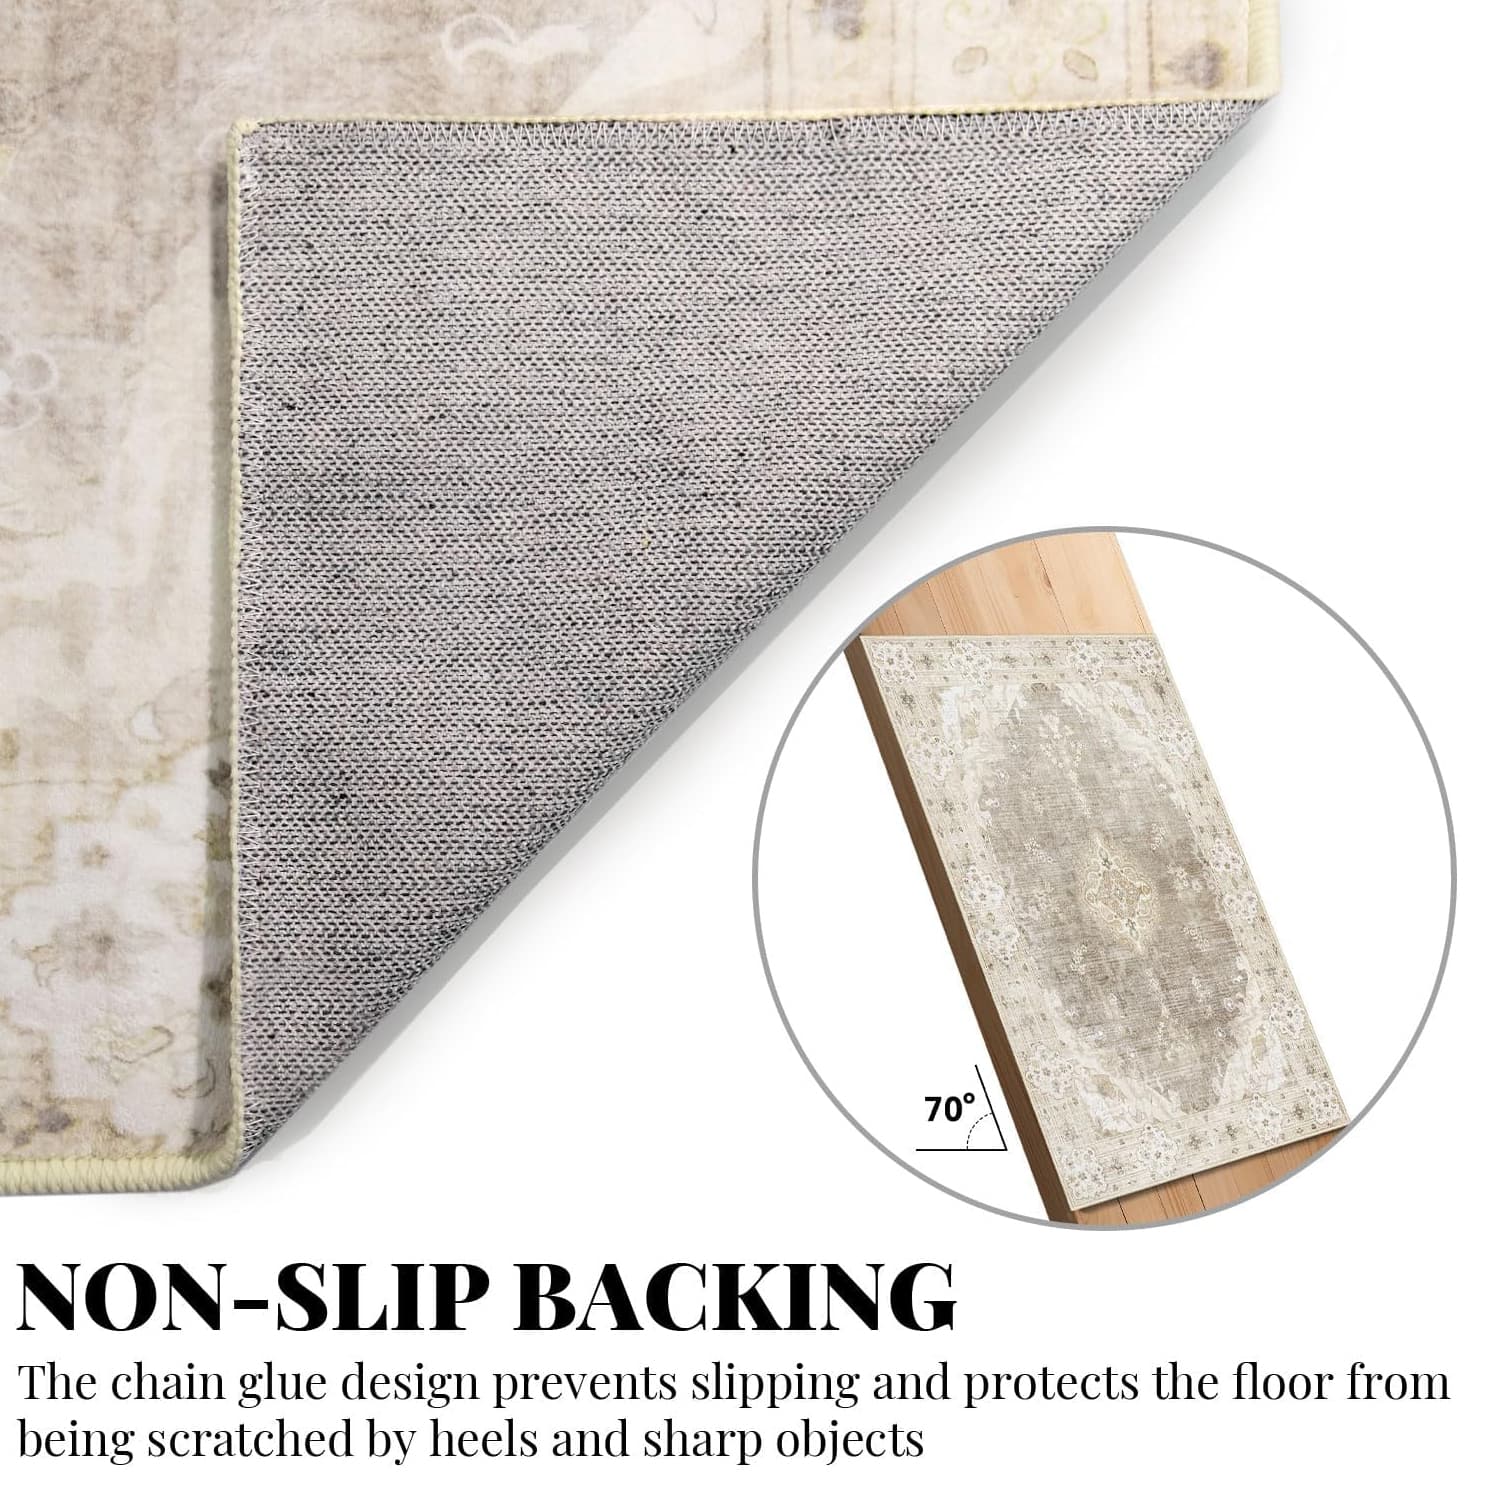 70°
NON-SLIP BACKING
The chain glue design prevents slipping and protects the floor from
being scratched by heels and sharp objects